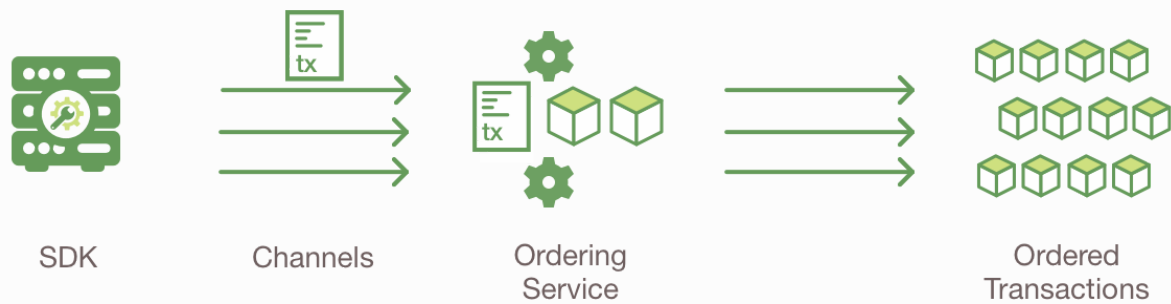 tx
tx
SDK
Channels
Ordering
Service
Ordered
Transactions